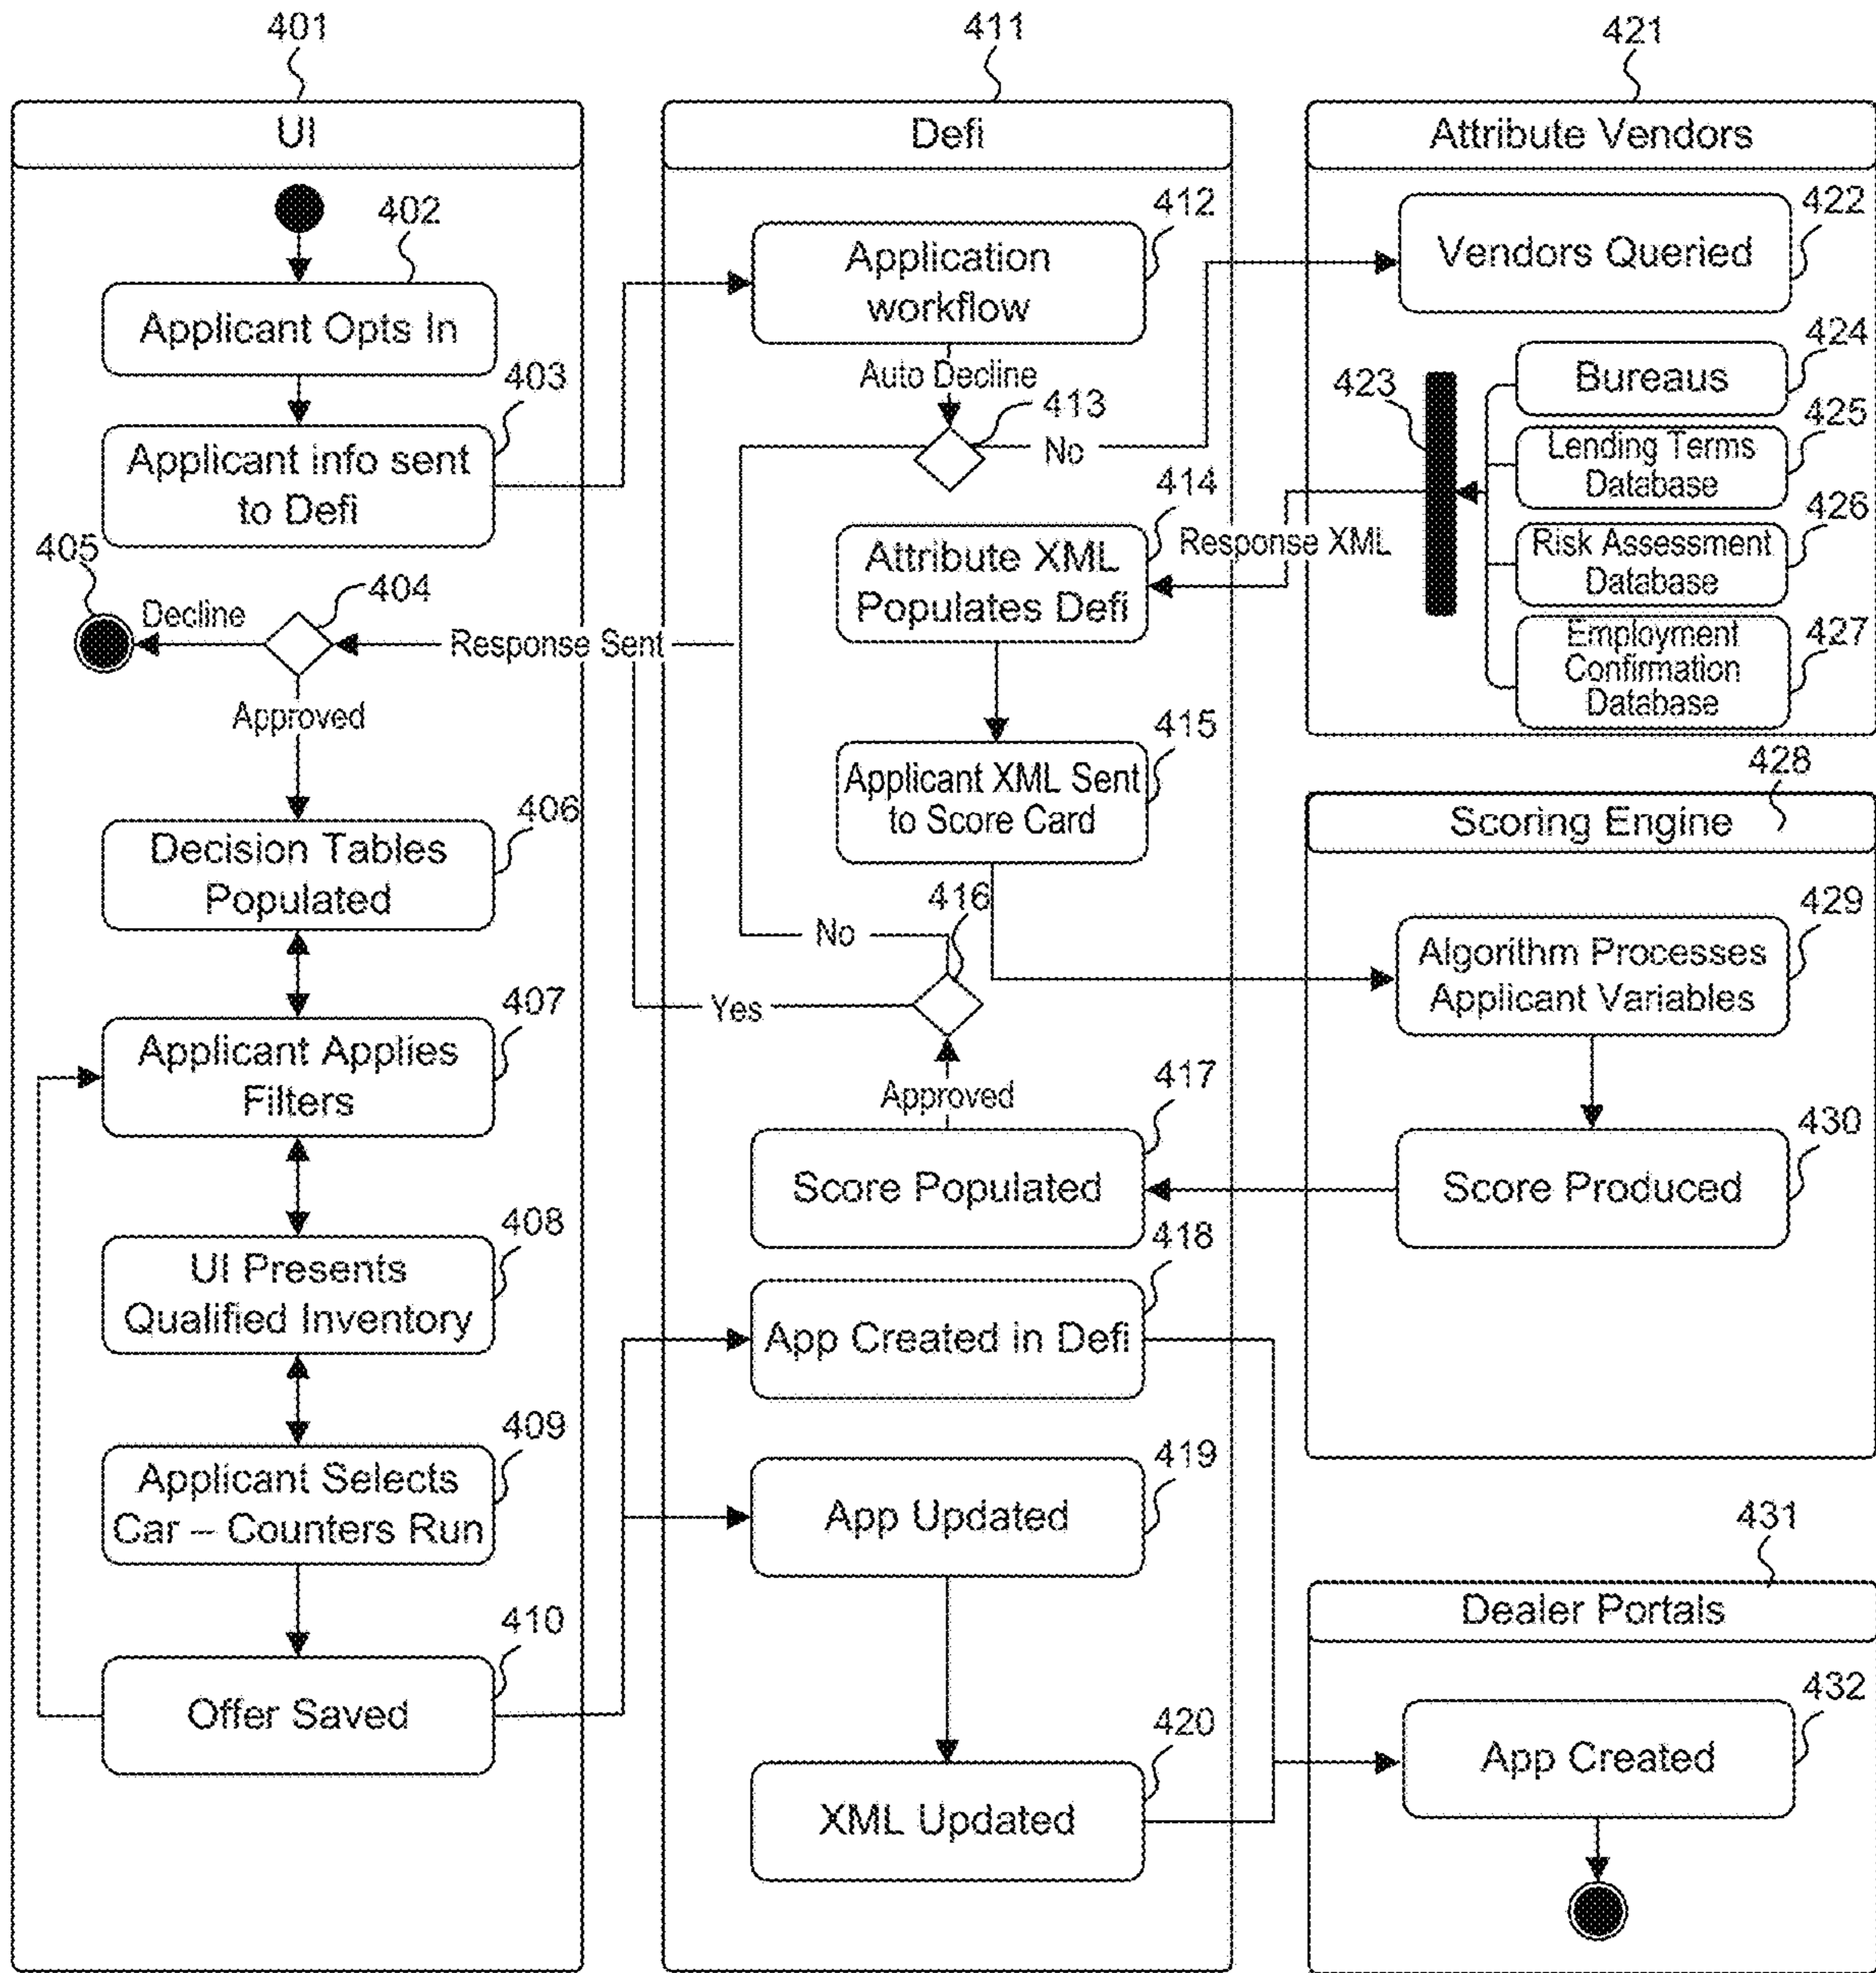 401
UI
402
Applicant Opts In
403
Applicant info sent
to Defi
405
Decline
404
Approved
406
Decision Tables
Populated
407
Applicant Applies
Filters
408
UI Presents
Qualified Inventory
409
Applicant Selects
Car – Counters Run
410
Offer Saved
411
Defi
412
Application
workflow
Auto Decline
413
No
414
Attribute XML
Populates Defi
Response XML
Response Sent
415
Applicant XML Sent
to Score Card
416
No
Yes
Approved
417
Score Populated
418
App Created in Defi
419
App Updated
420
XML Updated
421
Attribute Vendors
422
Vendors Queried
423
424
Bureaus
425
Lending Terms
Database
426
Risk Assessment
Database
427
Employment
Confirmation
Database
428
Scoring Engine
429
Algorithm Processes
Applicant Variables
430
Score Produced
431
Dealer Portals
432
App Created